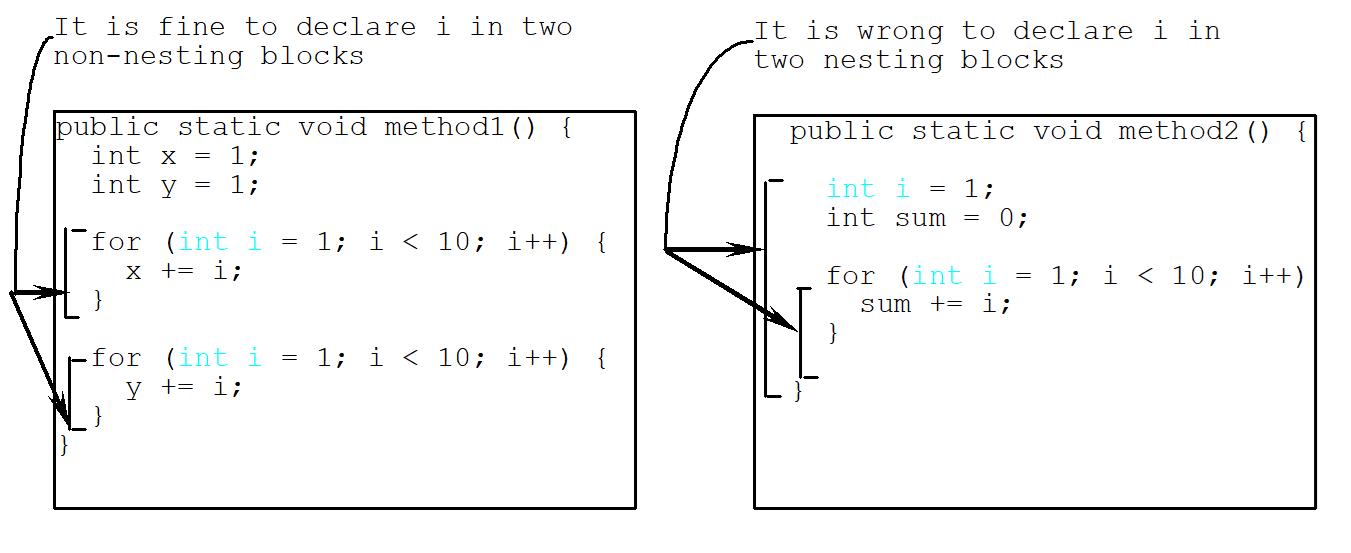 It is fine to declare i in two
non-nesting blocks
public static void method1() {
int x = 1;
int y = 1;
for (int i = 1; i < 10; i++) {
x += i;
}
for (int i = 1; i < 10; i++) {
y += i;
}
}
It is wrong to declare i in
two nesting blocks
public static void method2() {
int i = 1;
int sum = 0;
for (int i = 1; i < 10; i++)
sum += i;
}
}